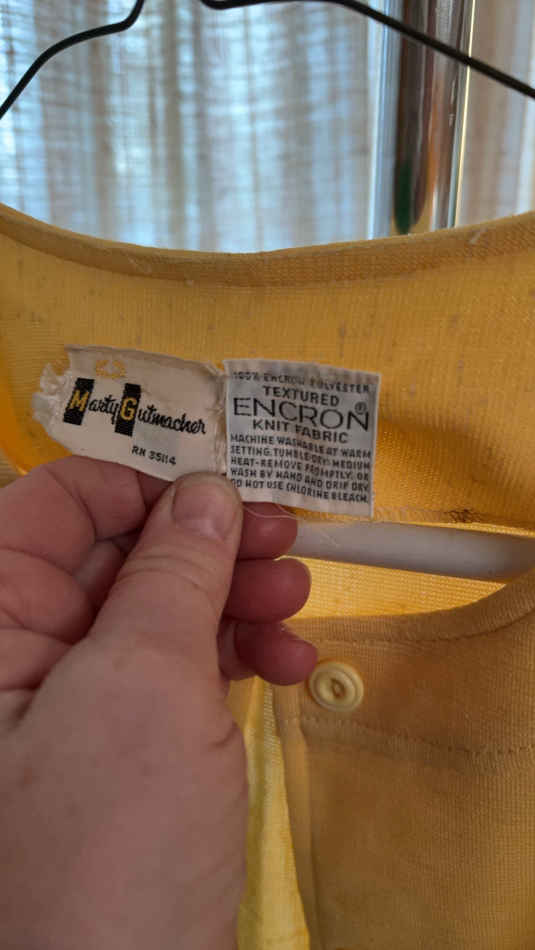 Marty Gutmacher
RN 35114
100% ENCRON POLYESTER
TEXTURED
ENCRON®
KNIT FABRIC
MACHINE WASHABLE AT WARM
SETTING. TUMBLE DRY. MEDIUM
HEAT-REMOVE PROMPTLY. OR
WASH BY HAND AND DRIP DRY.
DO NOT USE CHLORINE BLEACH.